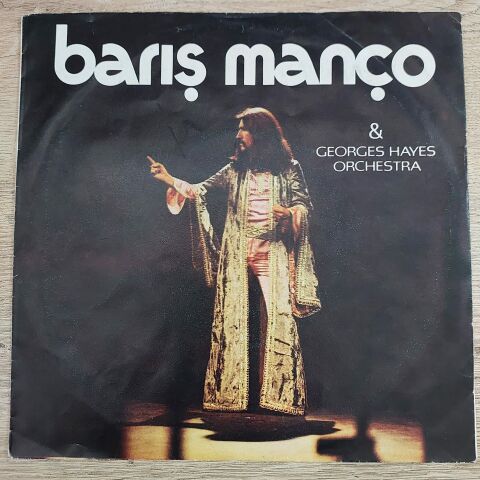 barış manço
&
GEORGES HAYES
ORCHESTRA